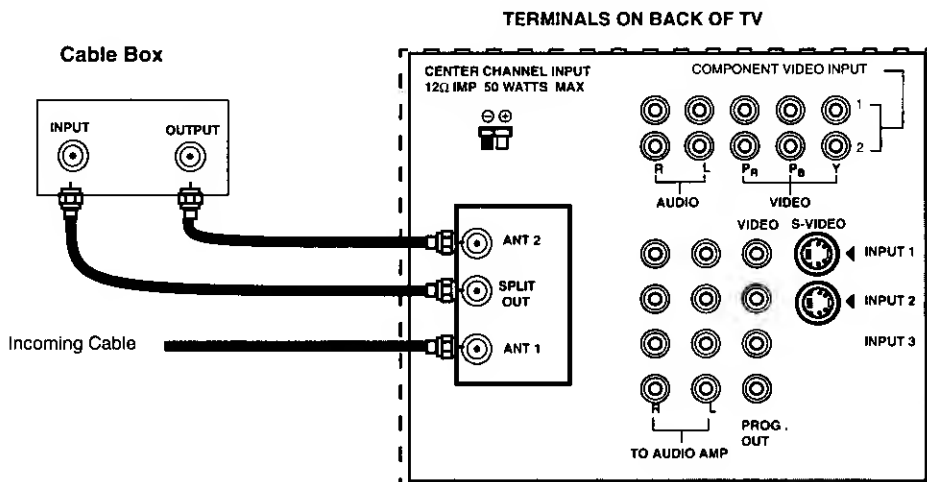 TERMINALS ON BACK OF TV
Cable Box
INPUT
OUTPUT
CENTER CHANNEL INPUT
12Ω IMP 50 WATTS MAX
⊖ ⊕
COMPONENT VIDEO INPUT
1
2
R L PR PB Y
AUDIO VIDEO
VIDEO S-VIDEO
ANT 2
INPUT 1
SPLIT
OUT
INPUT 2
Incoming Cable
ANT 1
INPUT 3
R L
PROG.
OUT
TO AUDIO AMP